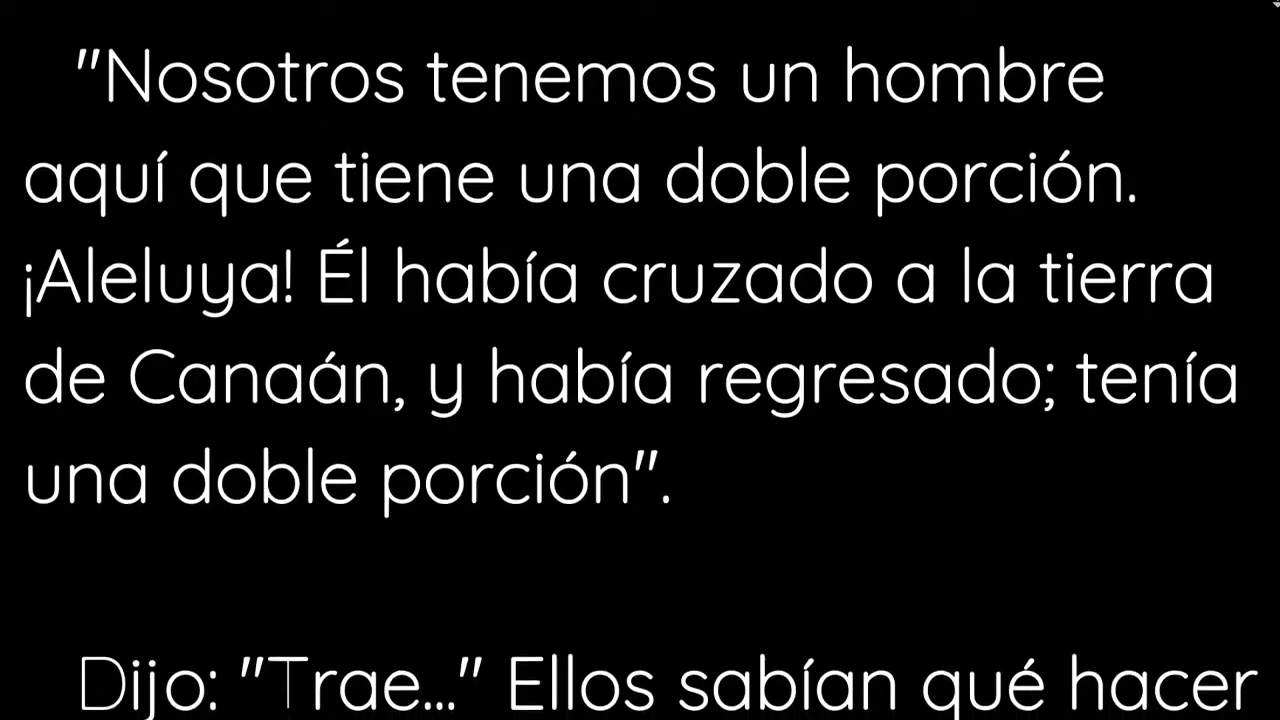 "Nosotros tenemos un hombre
aquí que tiene una doble porción.
¡Aleluya! Él había cruzado a la tierra
de Canaán, y había regresado; tenía
una doble porción".
Dijo: "Trae..." Ellos sabían qué hacer